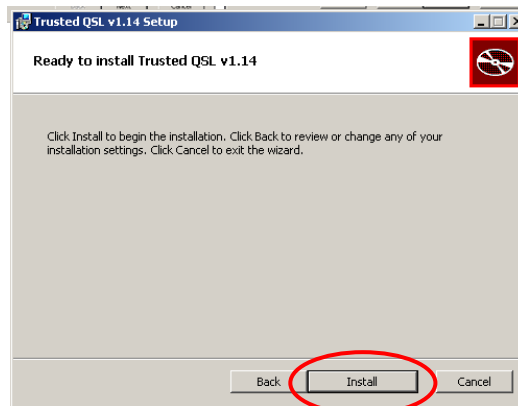 Trusted QSL v1.14 Setup
Ready to install Trusted QSL v1.14
Click Install to begin the installation. Click Back to review or change any of your
installation settings. Click Cancel to exit the wizard.
Back Install Cancel